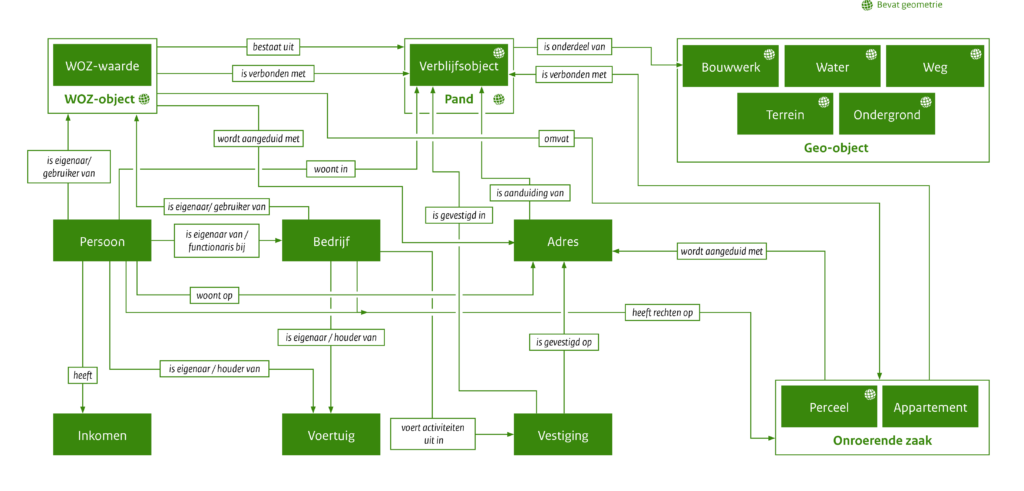 Bevat geometrie
bestaat uit
is onderdeel van
WOZ-waarde
Verblijfsobject
Bouwwerk
Water
Weg
is verbonden met
is verbonden met
WOZ-object
Pand
Terrein
Ondergrond
wordt aangeduid met
omvat
Geo-object
is eigenaar/
gebruiker van
woont in
is aanduiding van
is eigenaar/ gebruiker van
is gevestigd in
Persoon
is eigenaar van /
functionaris bij
Bedrijf
Adres
wordt aangeduid met
woont op
heeft rechten op
is eigenaar / houder van
is gevestigd op
is eigenaar / houder van
heeft
Perceel
Appartement
Inkomen
Voertuig
voert activiteiten
uit in
Vestiging
Onroerende zaak